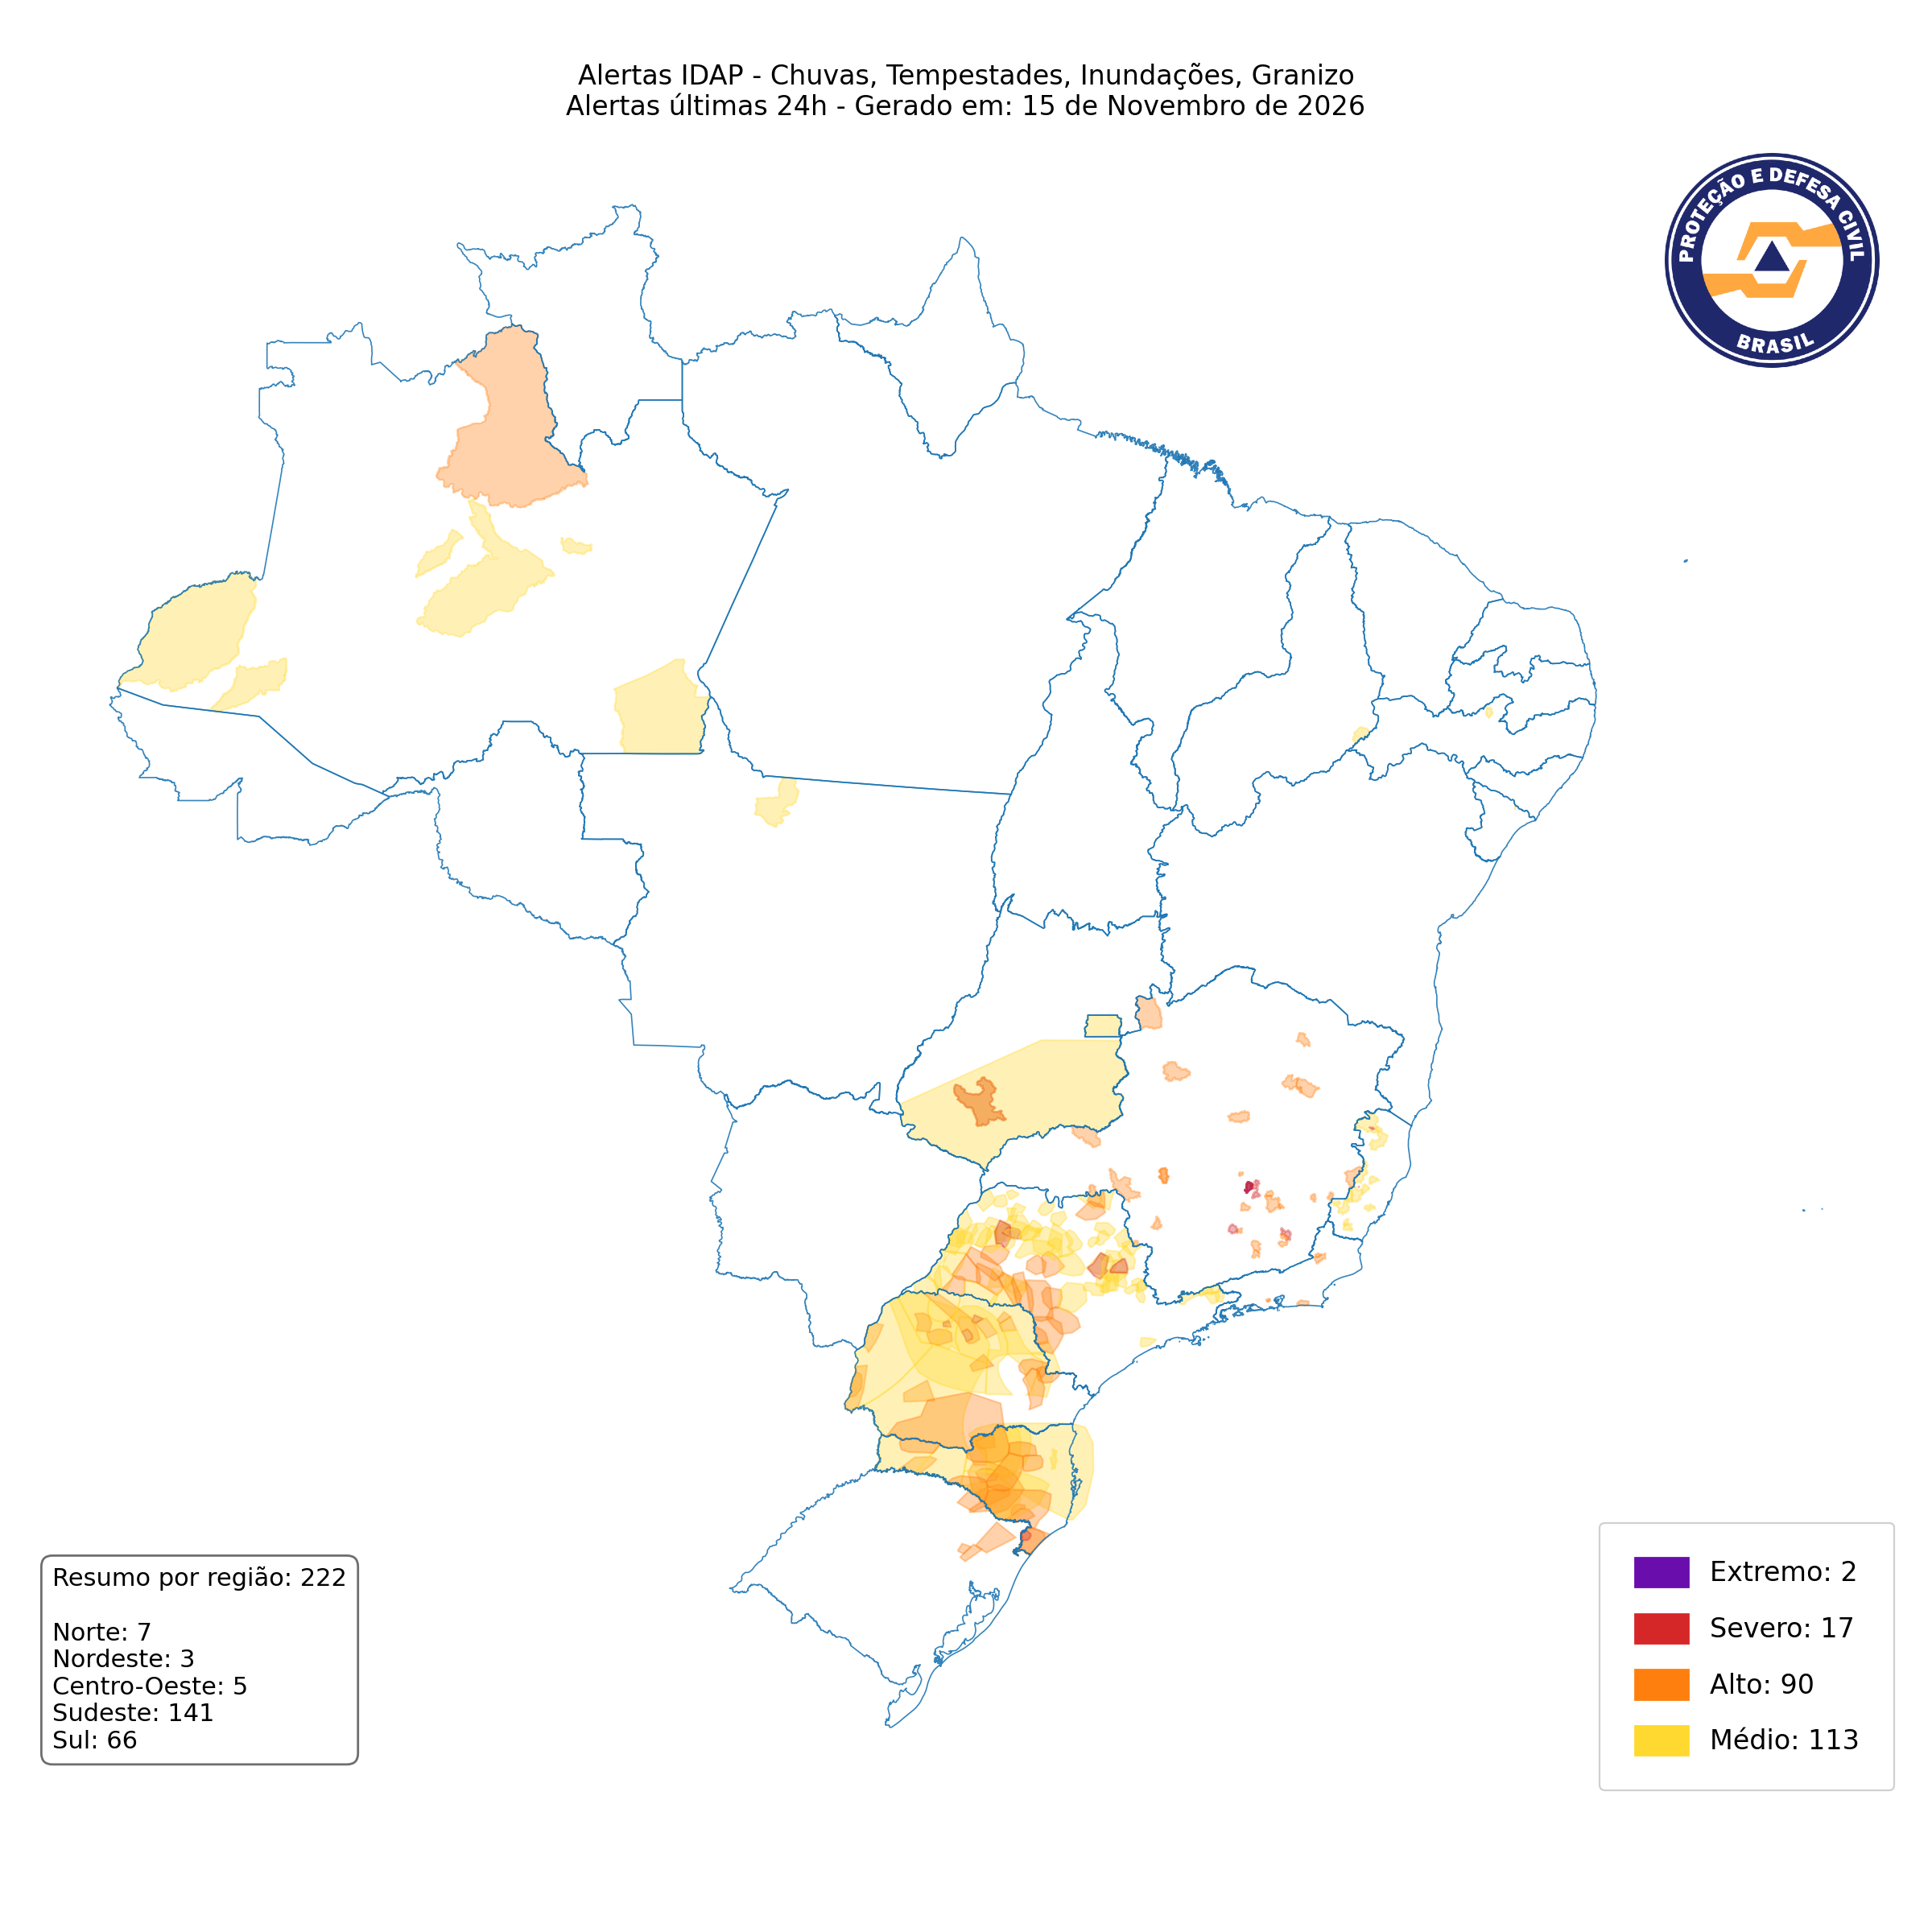 Alertas IDAP - Chuvas, Tempestades, Inundações, Granizo
Alertas últimas 24h - Gerado em: 15 de Novembro de 2026
PROTEÇÃO E DEFESA CIVIL
BRASIL
Resumo por região: 222
Norte: 7
Nordeste: 3
Centro-Oeste: 5
Sudeste: 141
Sul: 66
Extremo: 2
Severo: 17
Alto: 90
Médio: 113